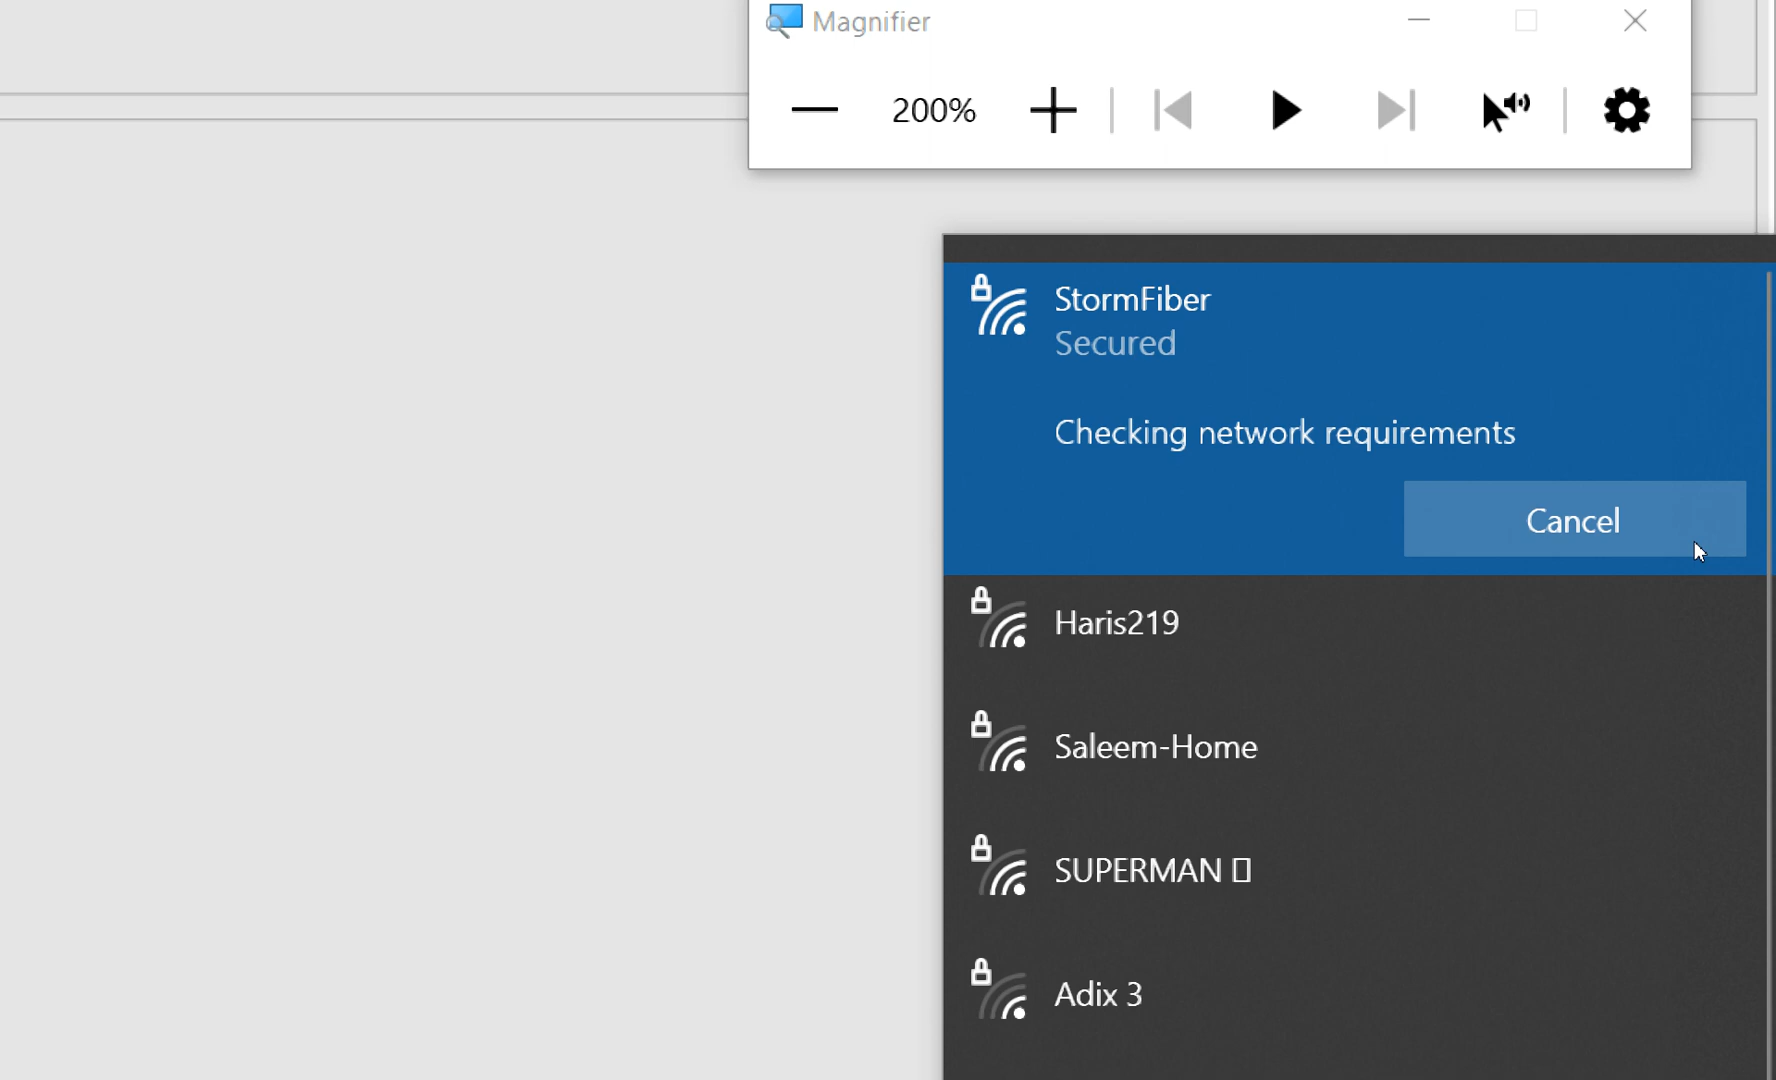 Magnifier
200%
StormFiber
Secured
Checking network requirements
Cancel
Haris219
Saleem-Home
SUPERMAN ▯
Adix 3